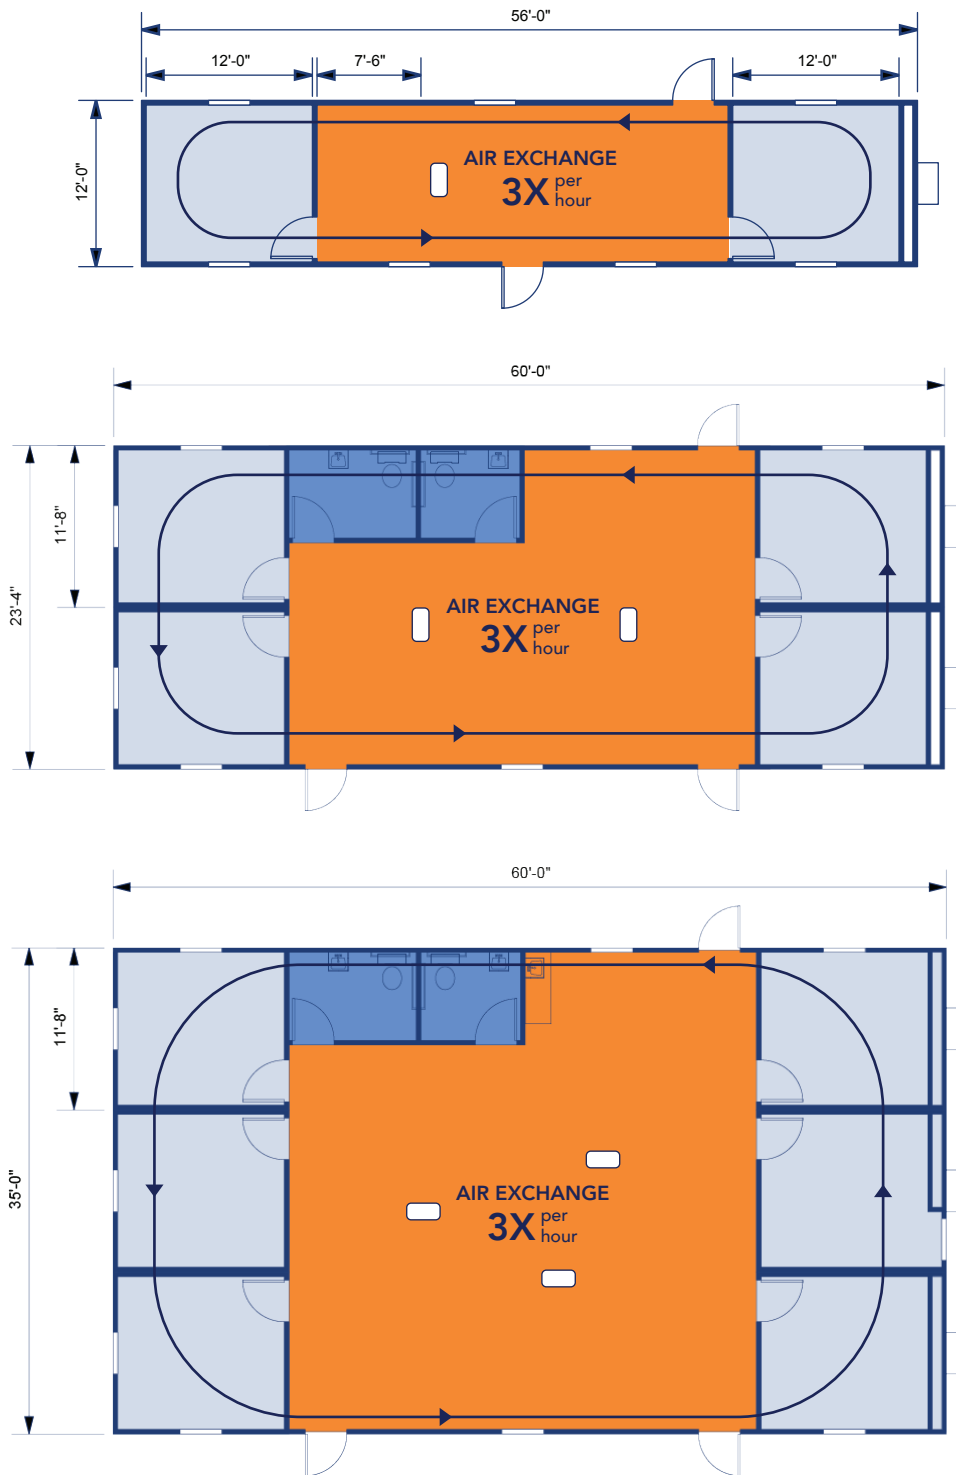 56'-0"
12'-0"
7'-6"
12'-0"
12'-0"
AIR EXCHANGE
3X per hour
60'-0"
11'-8"
23'-4"
AIR EXCHANGE
3X per hour
60'-0"
11'-8"
35'-0"
AIR EXCHANGE
3X per hour